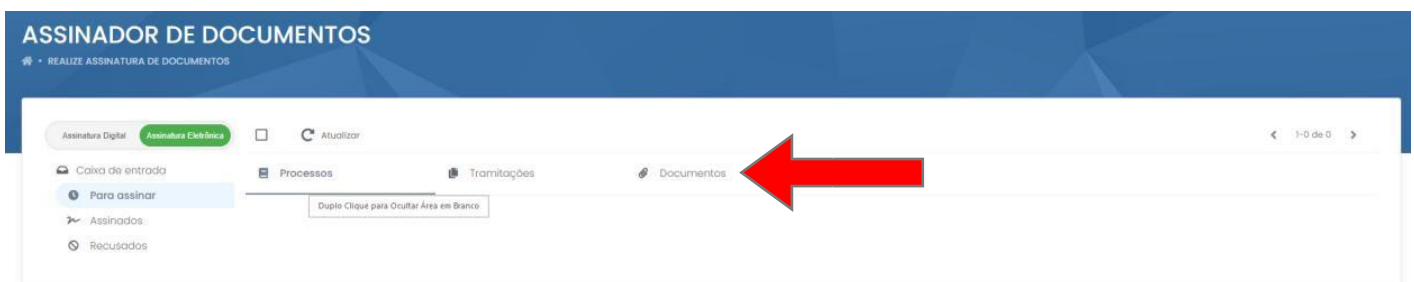 ASSINADOR DE DOCUMENTOS
• REALIZE ASSINATURA DE DOCUMENTOS
Assinatura Digital Assinatura Eletrônica Atualizar 1-0 de 0
Caixa de entrada Processos Tramitações Documentos
Para assinar
Duplo Clique para Ocultar Área em Branco
Assinados
Recusados